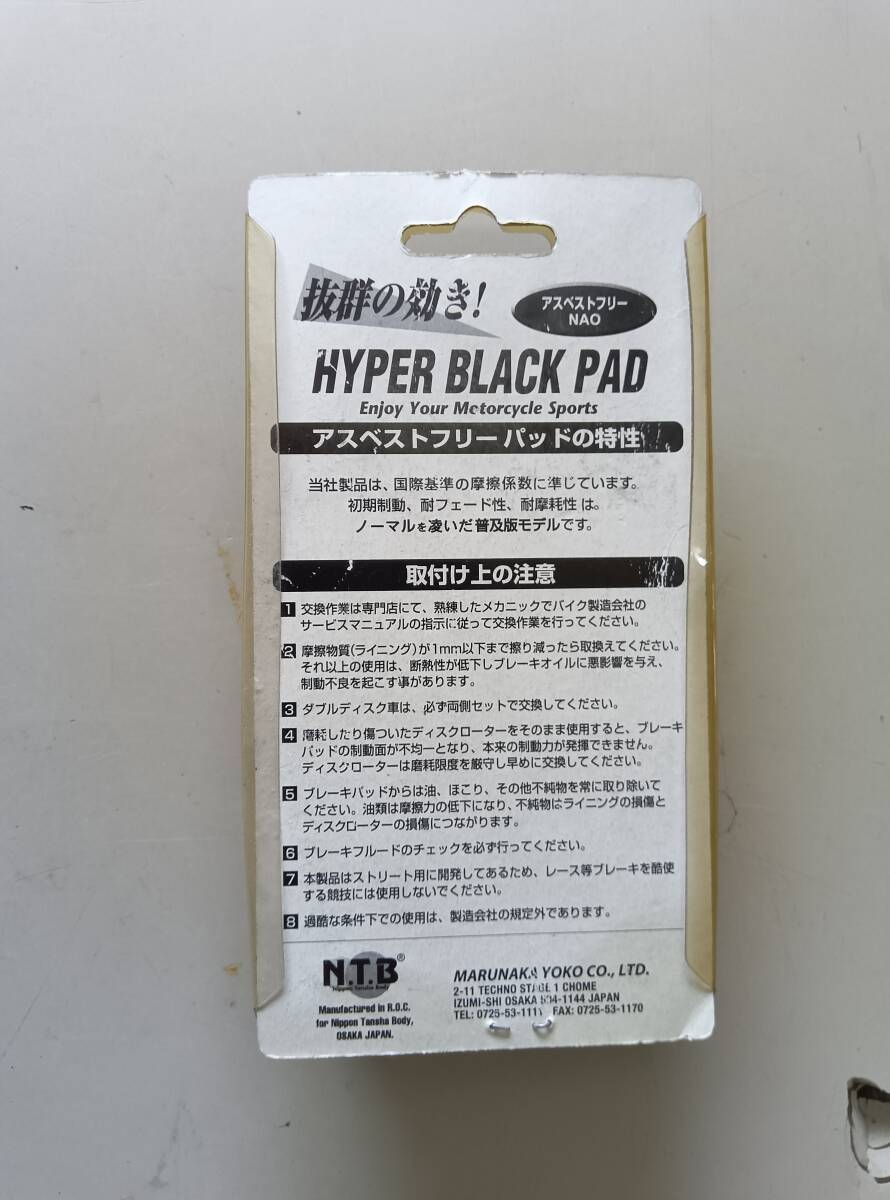 抜群の効き!
アスベストフリー
NAO
HYPER BLACK PAD
Enjoy Your Motorcycle Sports
アスベストフリー パッドの特性
当社製品は、国際基準の摩擦係数に準じています。
初期制動、耐フェード性、耐摩耗性 は。
ノーマルを凌いだ普及版モデルです。
取付け上の注意
1 交換作業は専門店にて、熟練したメカニックでバイク製造会社の
サービスマニュアルの指示に従って交換作業を行ってください。
2 摩擦物質(ライニング)が1mm以下まで擦り減ったら取換えてください。
それ以上の使用は、断熱性が低下しブレーキオイルに悪影響を与え、
制動不良を起こす事があります。
3 ダブルディスク車は、必ず両側セットで交換してください。
4 磨耗したり傷ついたディスクローターをそのまま使用すると、ブレーキ
パッドの制動面が不均一となり、本来の制動力が発揮できません。
ディスクローターは磨耗限度を厳守し早めに交換してください。
5 ブレーキパッドからは油、ほこり、その他不純物を常に取り除いて
ください。油類は摩擦力の低下になり、不純物はライニングの損傷と
ディスクローターの損傷につながります。
6 ブレーキフルードのチェックを必ず行ってください。
7 本製品はストリート用に開発してあるため、レース等ブレーキを酷使
する競技には使用しないでください。
8 過酷な条件下での使用は、製造会社の規定外であります。
N.T.B®
Nippon Tansha Body
Manufactured in R.O.C.
for Nippon Tansha Body,
OSAKA JAPAN.
MARUNAKA YOKO CO., LTD.
2-11 TECHNO STAGE 1 CHOME
IZUMI-SHI OSAKA 594-1144 JAPAN
TEL: 0725-53-1111 FAX: 0725-53-1170